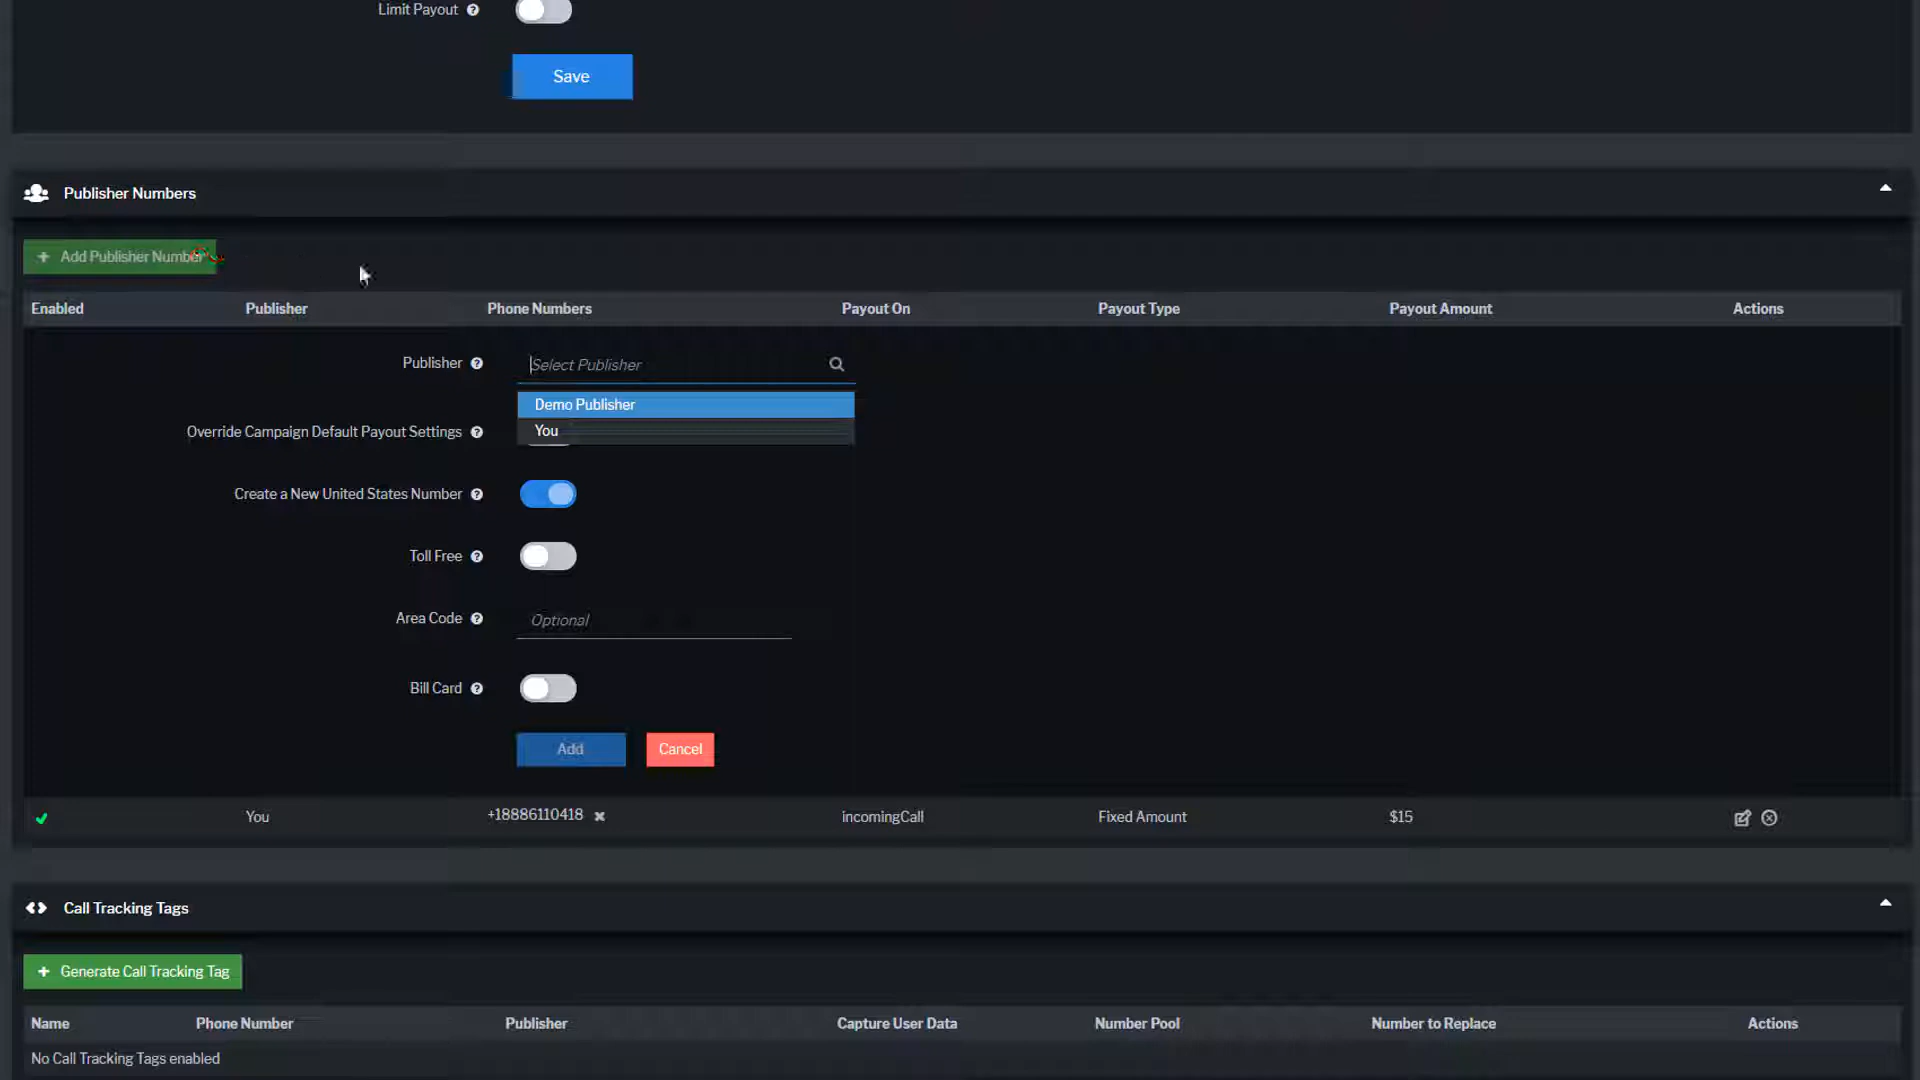 Limit Payout
Save
Publisher Numbers
+ Add Publisher Number
Enabled Publisher Phone Numbers Payout On Payout Type Payout Amount Actions
Publisher Select Publisher
Demo Publisher
You
Override Campaign Default Payout Settings
Create a New United States Number
Toll Free
Area Code Optional
Bill Card
Add Cancel
You +18886110418 incomingCall Fixed Amount $15
Call Tracking Tags
+ Generate Call Tracking Tag
Name Phone Number Publisher Capture User Data Number Pool Number to Replace Actions
No Call Tracking Tags enabled